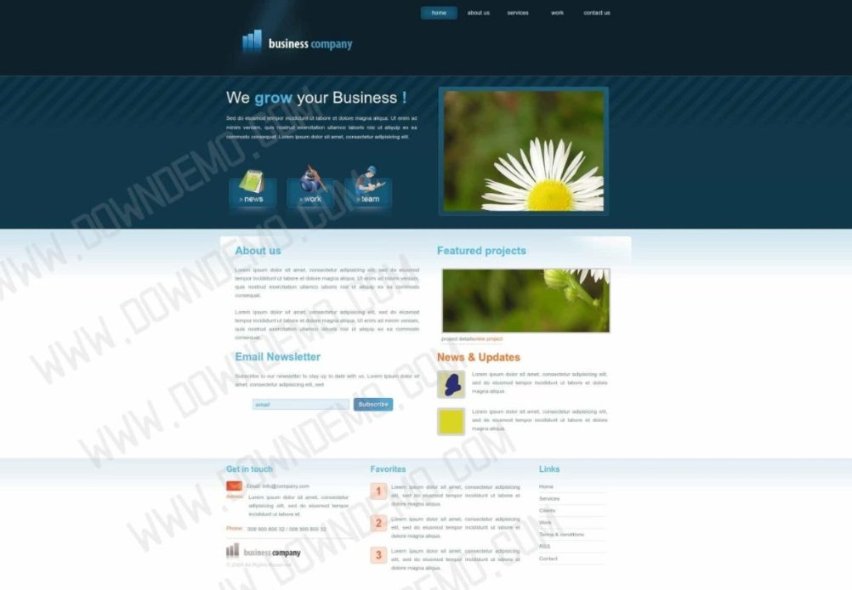 home about us services work contact us
business company
We grow your Business !
Sed do eiusmod tempor incididunt ut labore et dolore magna aliqua. Ut enim ad
minim veniam, quis nostrud exercitation ullamco laboris nisi ut aliquip ex ea
commodo consequat. Lorem ipsum dolor sit amet, consectetur adipiscing elit.
» news » work » team
About us
Lorem ipsum dolor sit amet, consectetur adipisicing elit, sed do eiusmod
tempor incididunt ut labore et dolore magna aliqua. Ut enim ad minim veniam,
quis nostrud exercitation ullamco laboris nisi ut aliquip ex ea commodo
consequat.
Lorem ipsum dolor sit amet, consectetur adipisicing elit, sed do eiusmod
tempor incididunt ut labore et dolore magna aliqua. Ut enim ad minim veniam,
quis nostrud exercitation ullamco laboris nisi ut aliquip ex ea commodo
consequat.
Email Newsletter
Subscribe to our newsletter to stay up to date with us. Lorem ipsum dolor sit amet,
consectetur adipiscing elit, sed
email
Subscribe
Featured projects
project details
News & Updates
Lorem ipsum dolor sit amet, consectetur adipisicing elit, sed
do eiusmod tempor incididunt ut labore et dolore magna
aliqua.
Lorem ipsum dolor sit amet, consectetur adipisicing elit, sed
do eiusmod tempor incididunt ut labore et dolore magna
aliqua.
Get in touch
Email: info@company.com
Address:
Lorem ipsum dolor sit amet, consectetur
adipisicing elit, sed do eiusmod tempor
incididunt ut labore et.
Phone:
business company
All Rights Reserved
Favorites
1 Lorem ipsum dolor sit amet, consectetur adipisicing
elit, sed do eiusmod tempor incididunt ut labore et
dolore magna aliqua.
2 Lorem ipsum dolor sit amet, consectetur adipisicing
elit, sed do eiusmod tempor incididunt ut labore et
dolore magna aliqua.
3 Lorem ipsum dolor sit amet, consectetur adipisicing
elit, sed do eiusmod tempor incididunt ut labore et
dolore magna aliqua.
Links
Home
Services
Clients
Work
Terms & conditions
RSS
Contact
WWW.DOWNDEMO.COM
WWW.DOWNDEMO.COM
WWW.DOWNDEMO.COM
WWW.DOWNDEMO.COM